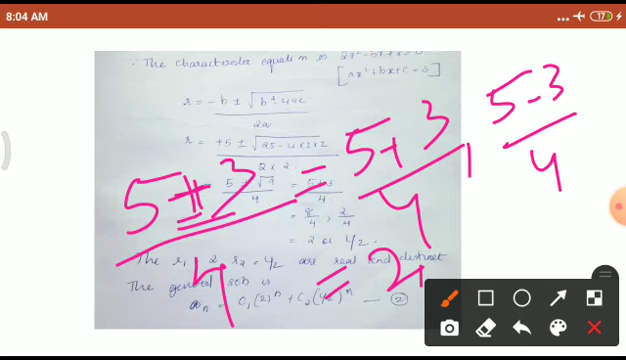 8:04 AM
... 17
∴ The character equation is 2r² - 5r + 2 = 0
[ax² + bx + c = 0]
r = -b ± √b² - 4ac / 2a
r = +5 ± √25 - 4×2×2 / 2×2
5 ± √9 / 4 = 5±3 / 4
5 ± 3 / 4 = 5 + 3 / 4 , 5 - 3 / 4
= 8/4 , 2/4
= 2 or 1/2.
= 2
The r₁ 2 r₂ = 1/2 are real and distinct
The general soln is
aₙ = C₁(2)ⁿ + C₂(1/2)ⁿ — ②